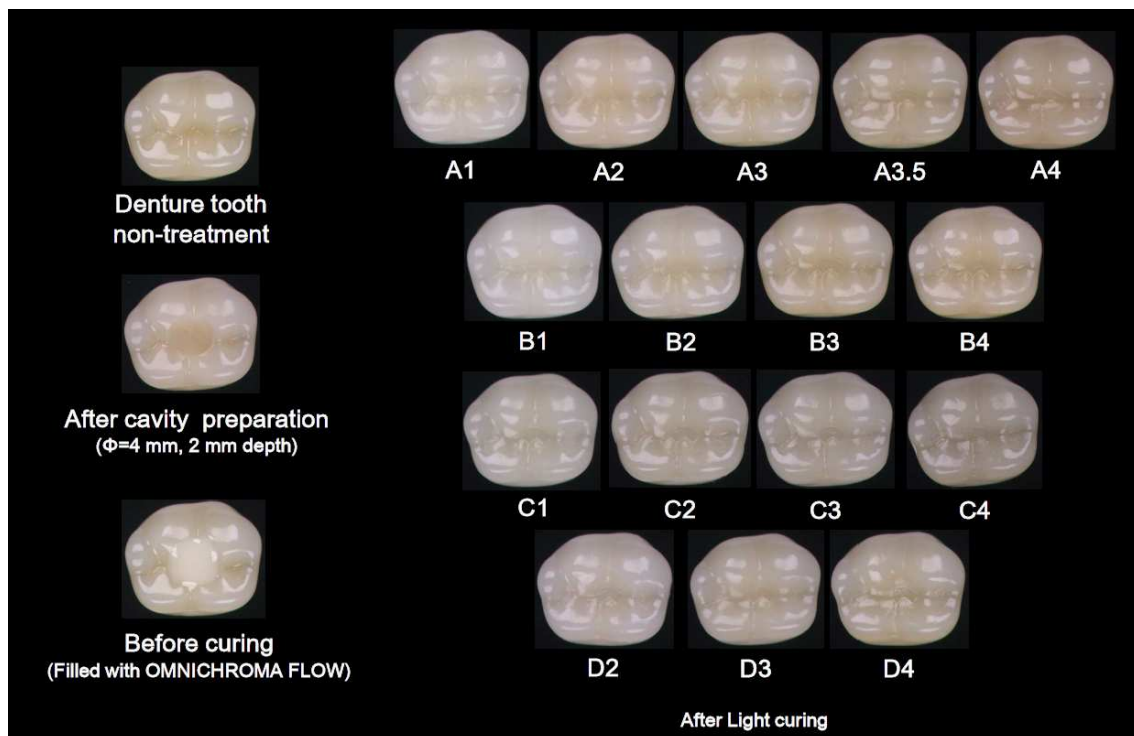 Denture tooth
non-treatment
After cavity preparation
(Φ=4 mm, 2 mm depth)
Before curing
(Filled with OMNICHROMA FLOW)
A1 A2 A3 A3.5 A4
B1 B2 B3 B4
C1 C2 C3 C4
D2 D3 D4
After Light curing